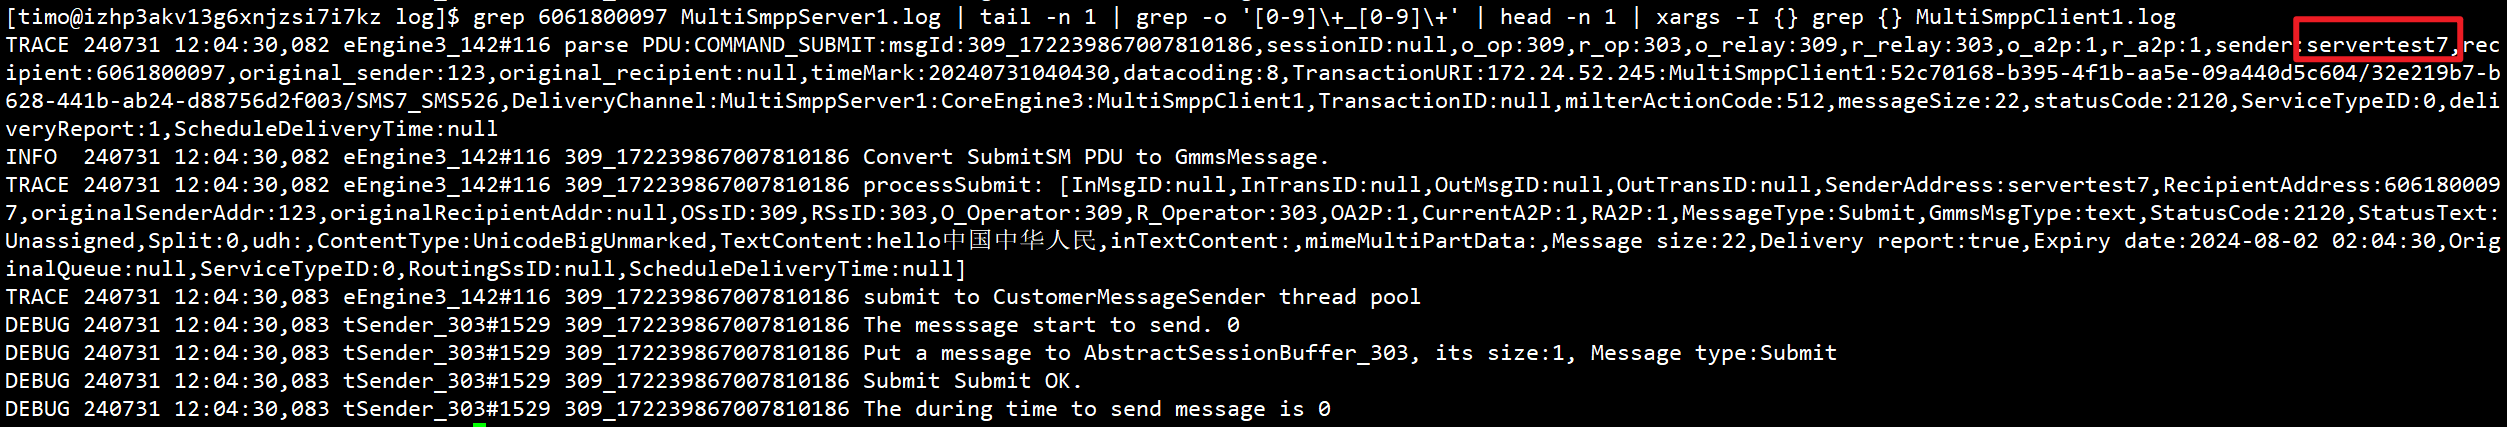 [timo@izhp3akv13g6xnjzsi7i7kz log]$ grep 6061800097 MultiSmppServer1.log | tail -n 1 | grep -o '[0-9]\+_[0-9]\+' | head -n 1 | xargs -I {} grep {} MultiSmppClient1.log
TRACE 240731 12:04:30,082 eEngine3_142#116 parse PDU:COMMAND_SUBMIT:msgId:309_172239867007810186,sessionID:null,o_op:309,r_op:303,o_relay:309,r_relay:303,o_a2p:1,r_a2p:1,sender:servertest7,rec
ipient:6061800097,original_sender:123,original_recipient:null,timeMark:20240731040430,datacoding:8,TransactionURI:172.24.52.245:MultiSmppClient1:52c70168-b395-4f1b-aa5e-09a440d5c604/32e219b7-b
628-441b-ab24-d88756d2f003/SMS7_SMS526,DeliveryChannel:MultiSmppServer1:CoreEngine3:MultiSmppClient1,TransactionID:null,milterActionCode:512,messageSize:22,statusCode:2120,ServiceTypeID:0,deli
veryReport:1,ScheduleDeliveryTime:null
INFO  240731 12:04:30,082 eEngine3_142#116 309_172239867007810186 Convert SubmitSM PDU to GmmsMessage.
TRACE 240731 12:04:30,082 eEngine3_142#116 309_172239867007810186 processSubmit: [InMsgID:null,InTransID:null,OutMsgID:null,OutTransID:null,SenderAddress:servertest7,RecipientAddress:606180009
7,originalSenderAddr:123,originalRecipientAddr:null,OSsID:309,RSsID:303,O_Operator:309,R_Operator:303,OA2P:1,CurrentA2P:1,RA2P:1,MessageType:Submit,GmmsMsgType:text,StatusCode:2120,StatusText:
Unassigned,Split:0,udh:,ContentType:UnicodeBigUnmarked,TextContent:hello中国中华人民,inTextContent:,mimeMultiPartData:,Message size:22,Delivery report:true,Expiry date:2024-08-02 02:04:30,Orig
inalQueue:null,ServiceTypeID:0,RoutingSsID:null,ScheduleDeliveryTime:null]
TRACE 240731 12:04:30,083 eEngine3_142#116 309_172239867007810186 submit to CustomerMessageSender thread pool
DEBUG 240731 12:04:30,083 tSender_303#1529 309_172239867007810186 The messsage start to send. 0
DEBUG 240731 12:04:30,083 tSender_303#1529 309_172239867007810186 Put a message to AbstractSessionBuffer_303, its size:1, Message type:Submit
DEBUG 240731 12:04:30,083 tSender_303#1529 309_172239867007810186 Submit Submit OK.
DEBUG 240731 12:04:30,083 tSender_303#1529 309_172239867007810186 The during time to send message is 0